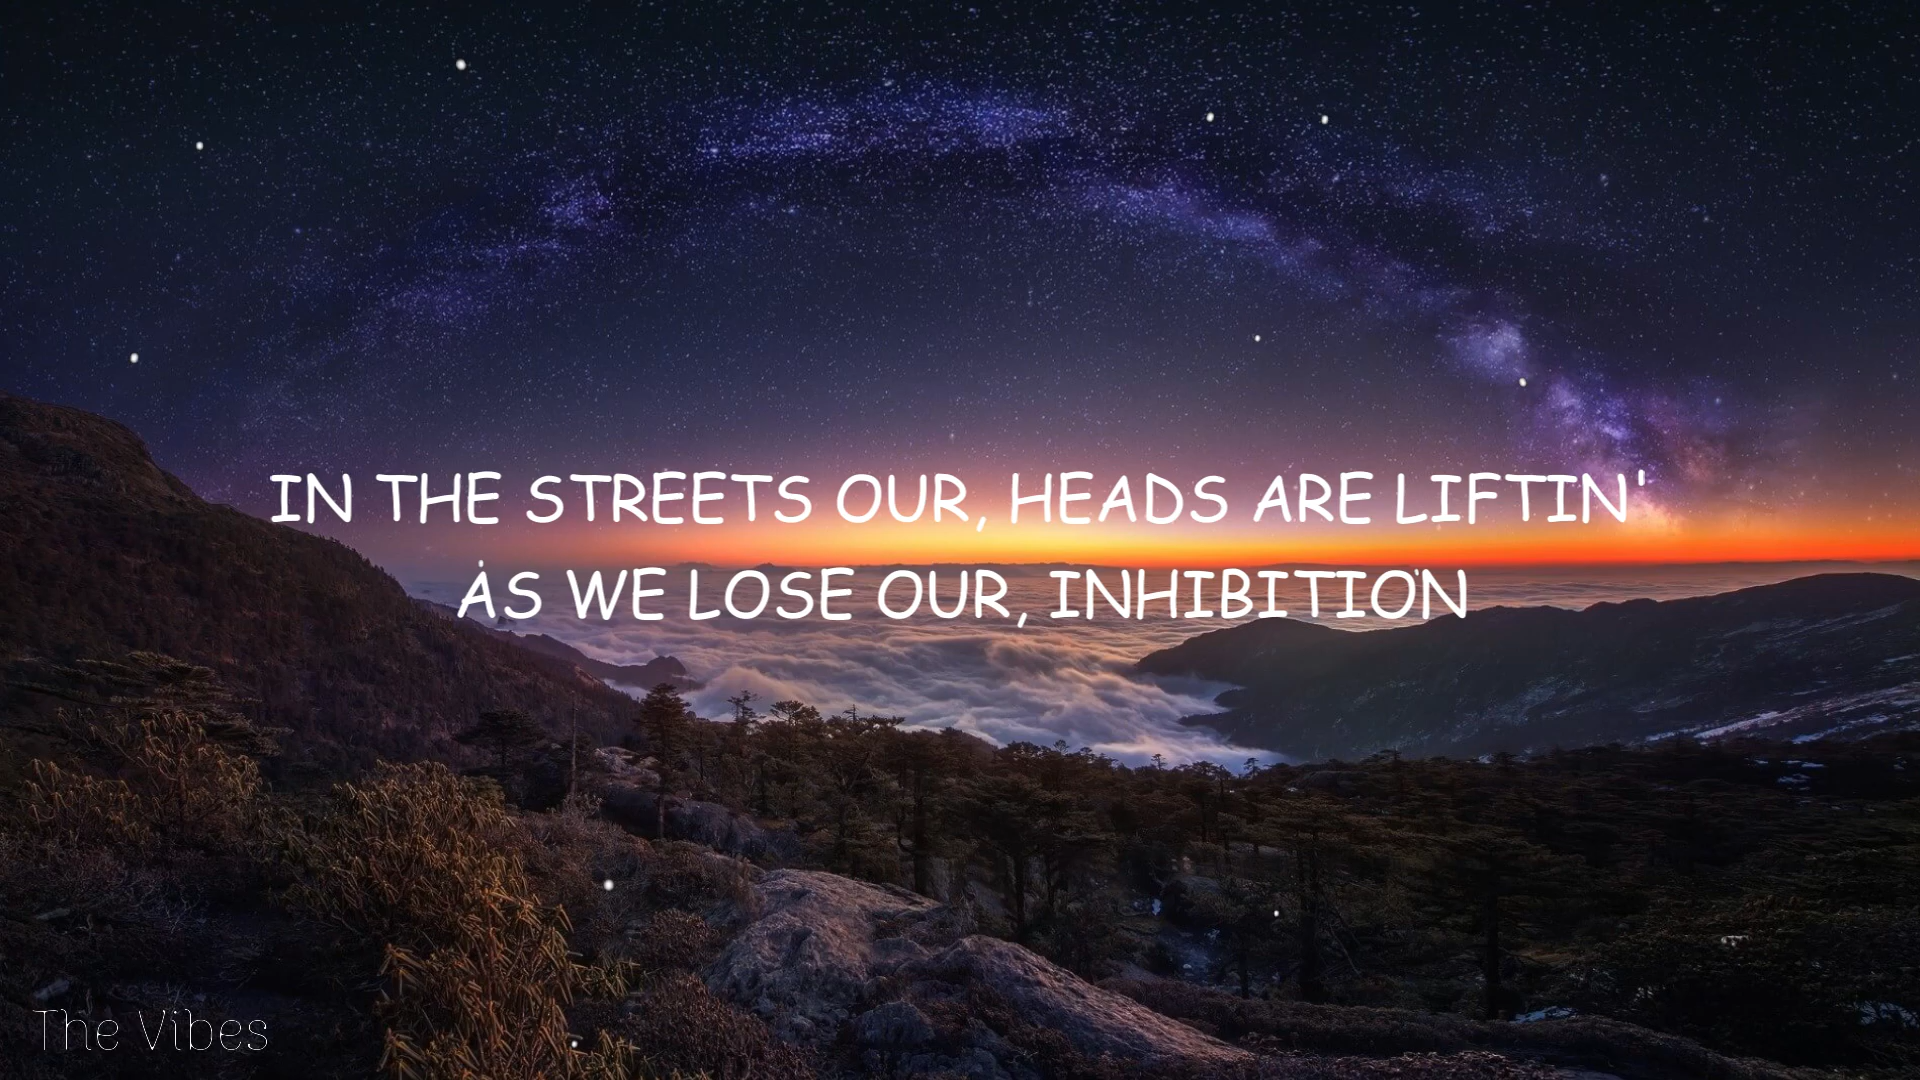 IN THE STREETS OUR, HEADS ARE LIFTIN'
AS WE LOSE OUR, INHIBITION
The Vibes